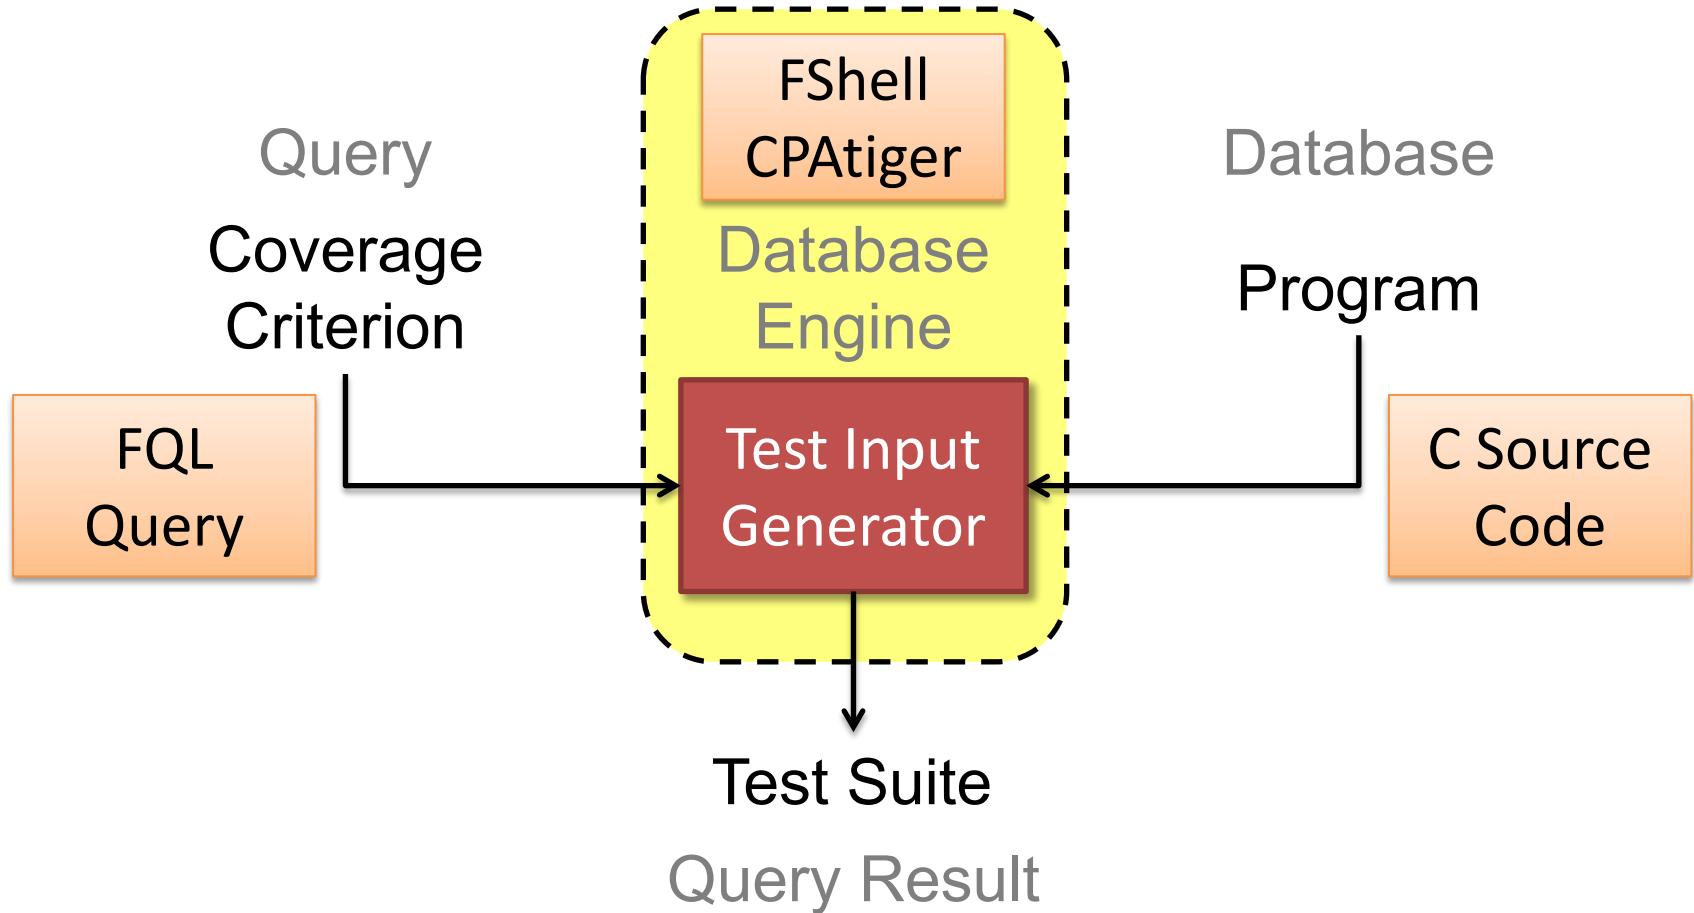 FShell
CPAtiger
Query
Database
Coverage
Criterion
Database
Engine
Program
FQL
Query
Test Input
Generator
C Source
Code
Test Suite
Query Result